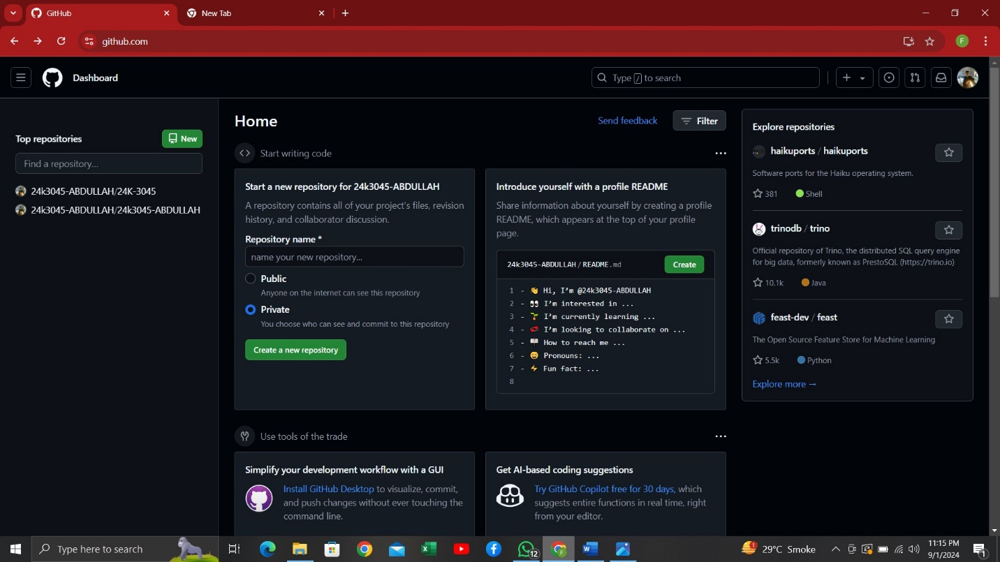 GitHub
New Tab
github.com
F
Dashboard
Type / to search
Top repositories
New
Find a repository...
24k3045-ABDULLAH/24K-3045
24k3045-ABDULLAH/24k3045-ABDULLAH
Home
Send feedback
Filter
Start writing code
Start a new repository for 24k3045-ABDULLAH
A repository contains all of your project's files, revision
history, and collaborator discussion.
Repository name *
name your new repository...
Public
Anyone on the internet can see this repository
Private
You choose who can see and commit to this repository
Create a new repository
Introduce yourself with a profile README
Share information about yourself by creating a profile
README, which appears at the top of your profile
page.
24k3045-ABDULLAH / README.md
Create
1 - 👋 Hi, I'm @24k3045-ABDULLAH
2 - 👀 I'm interested in ...
3 - 🌱 I'm currently learning ...
4 - 💞️ I'm looking to collaborate on ...
5 - 📫 How to reach me ...
6 - 😄 Pronouns: ...
7 - ⚡ Fun fact: ...
8
Use tools of the trade
Simplify your development workflow with a GUI
Install GitHub Desktop to visualize, commit,
and push changes without ever touching the
command line.
Get AI-based coding suggestions
Try GitHub Copilot free for 30 days, which
suggests entire functions in real time, right
from your editor.
Explore repositories
haikuports / haikuports
Software ports for the Haiku operating system.
381 Shell
trinodb / trino
Official repository of Trino, the distributed SQL query engine
for big data, formerly known as PrestoSQL (https://trino.io)
10.1k Java
feast-dev / feast
The Open Source Feature Store for Machine Learning
5.5k Python
Explore more →
Type here to search
12
29°C Smoke
11:15 PM
9/1/2024
1